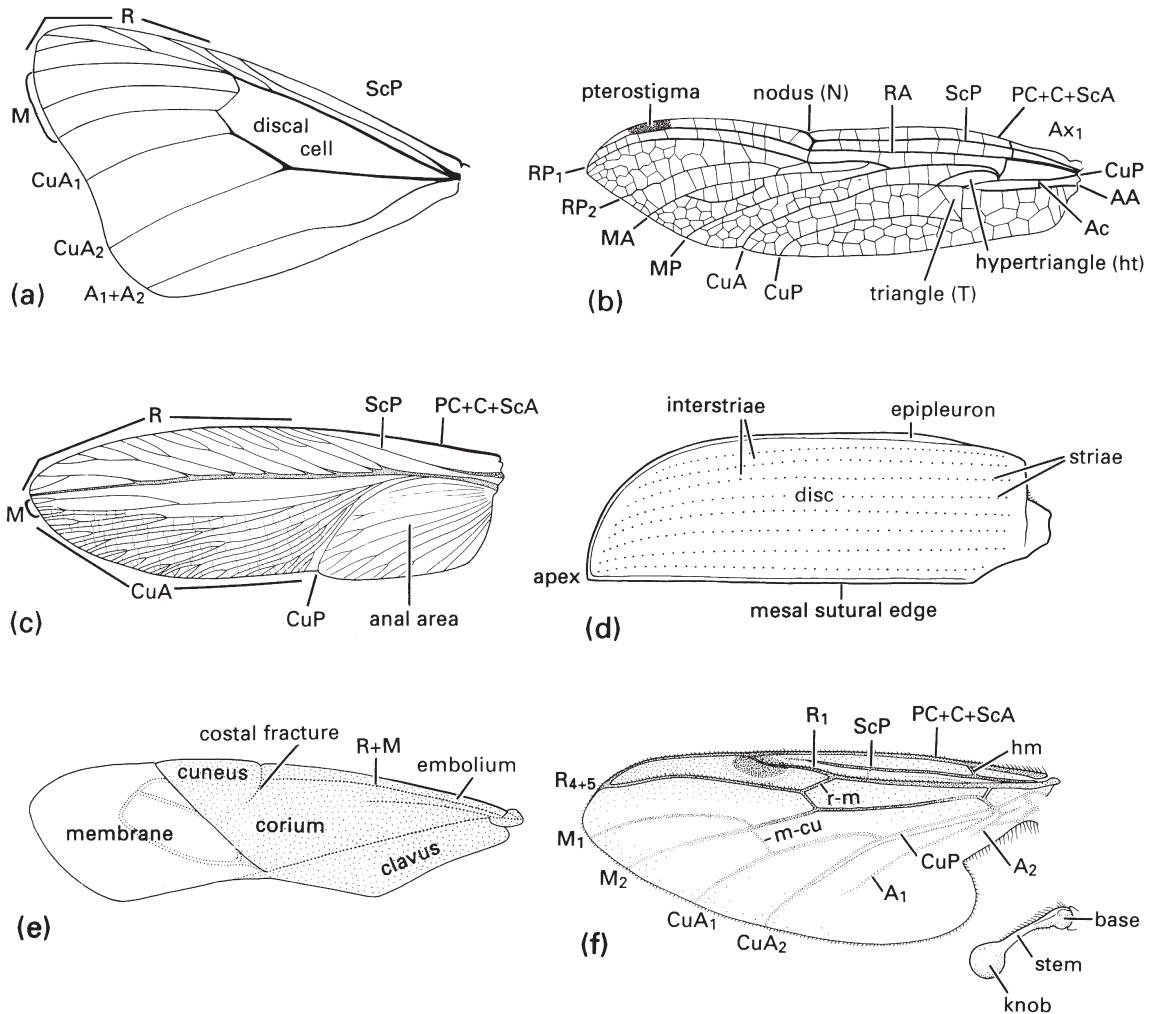 R
ScP
M
discal
cell
CuA1
CuA2
A1+A2
(a)
pterostigma
nodus (N)
RA
ScP
PC+C+ScA
Ax1
RP1
CuP
AA
RP2
MA
Ac
MP
hypertriangle (ht)
CuA
CuP
triangle (T)
(b)
R
ScP
PC+C+ScA
M
CuA
CuP
anal area
(c)
interstriae
epipleuron
striae
disc
apex
mesal sutural edge
(d)
costal fracture
R+M
embolium
cuneus
membrane
corium
clavus
(e)
R1
ScP
PC+C+ScA
hm
R4+5
r-m
M1
m-cu
M2
CuP
A2
A1
CuA1
CuA2
base
stem
knob
(f)